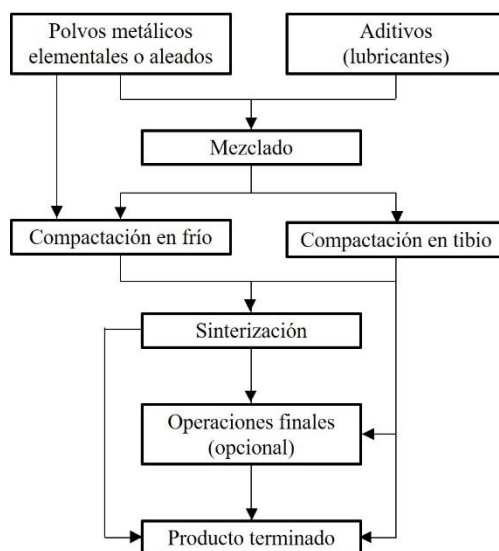 Polvos metálicos
elementales o aleados
Aditivos
(lubricantes)
Mezclado
Compactación en frío
Compactación en tibio
Sinterización
Operaciones finales
(opcional)
Producto terminado